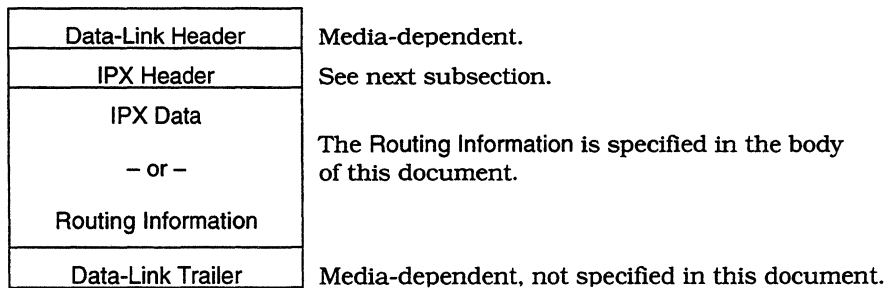 Data-Link Header Media-dependent.
IPX Header See next subsection.
IPX Data
The Routing Information is specified in the body
– or – of this document.
Routing Information
Data-Link Trailer Media-dependent, not specified in this document.